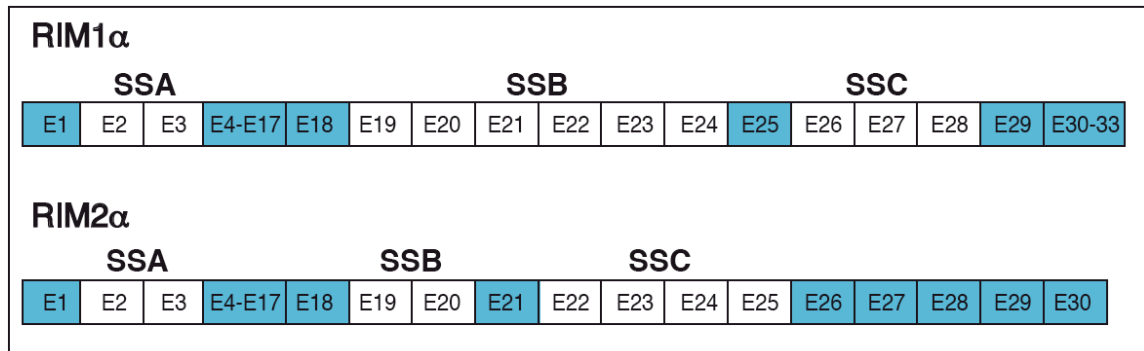 RIM1α
SSA SSB SSC
E1 E2 E3 E4-E17 E18 E19 E20 E21 E22 E23 E24 E25 E26 E27 E28 E29 E30-33
RIM2α
SSA SSB SSC
E1 E2 E3 E4-E17 E18 E19 E20 E21 E22 E23 E24 E25 E26 E27 E28 E29 E30